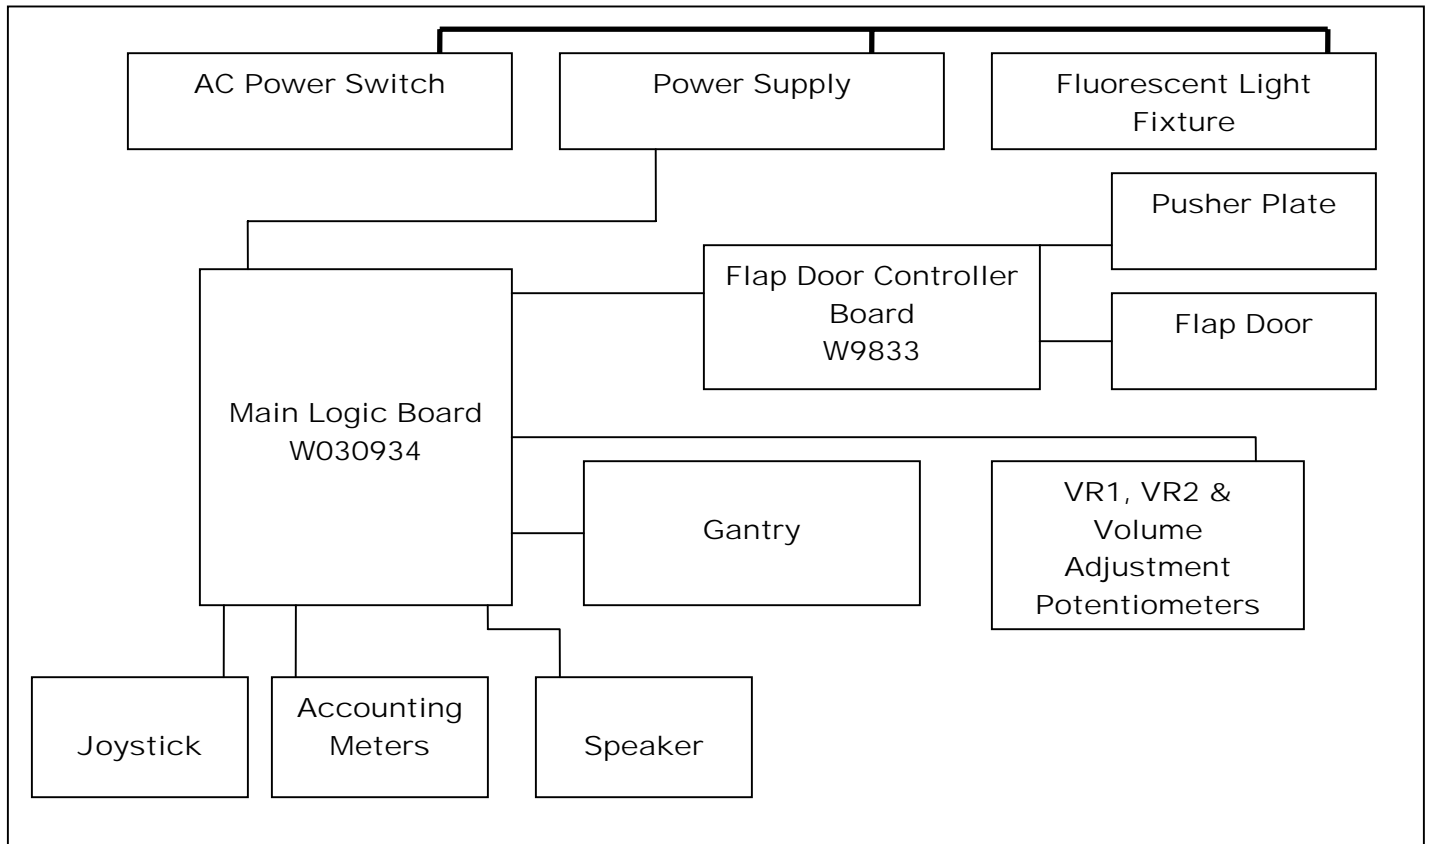 AC Power Switch
Power Supply
Fluorescent Light
Fixture
Pusher Plate
Flap Door Controller
Board
W9833
Flap Door
Main Logic Board
W030934
Gantry
VR1, VR2 &
Volume
Adjustment
Potentiometers
Joystick
Accounting
Meters
Speaker